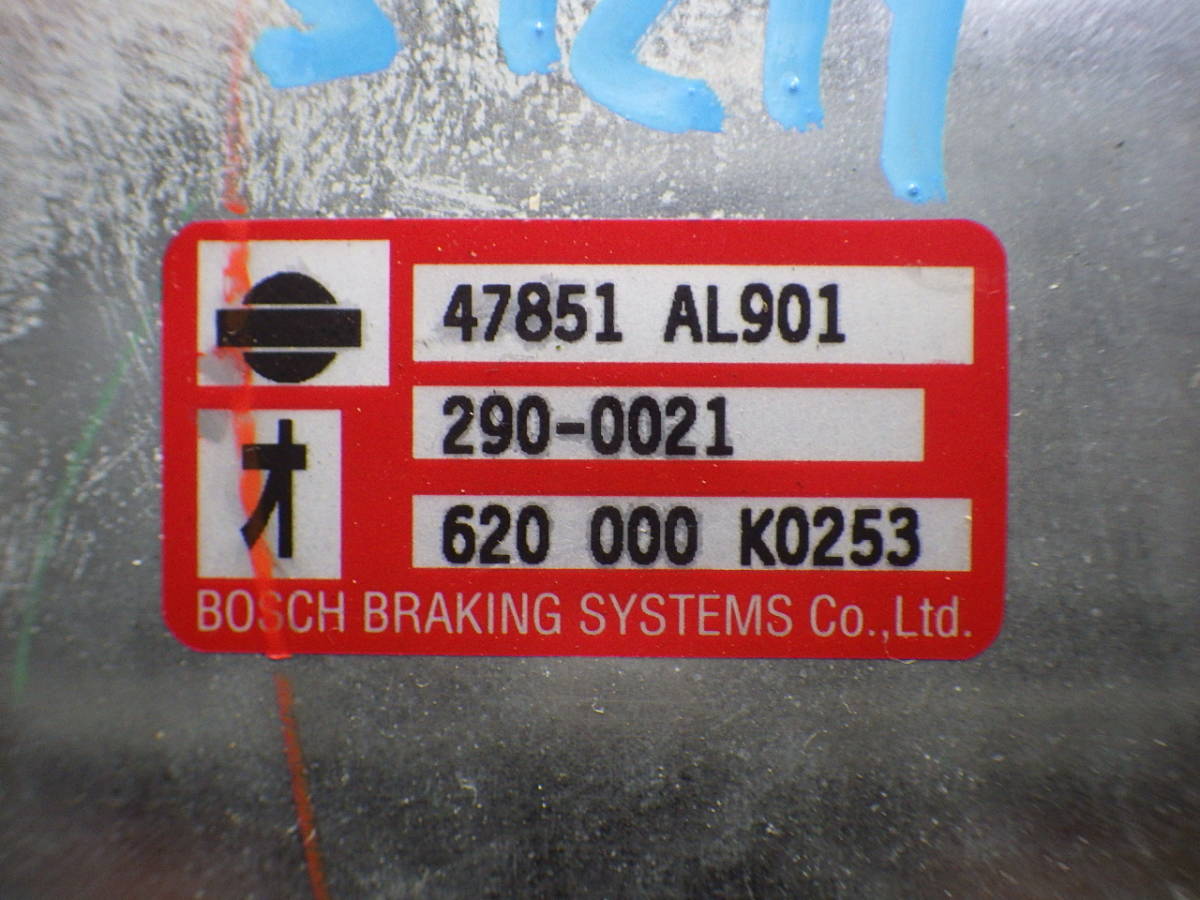 47851 AL901
290-0021
オ
620 000 K0253
BOSCH BRAKING SYSTEMS Co.,Ltd.